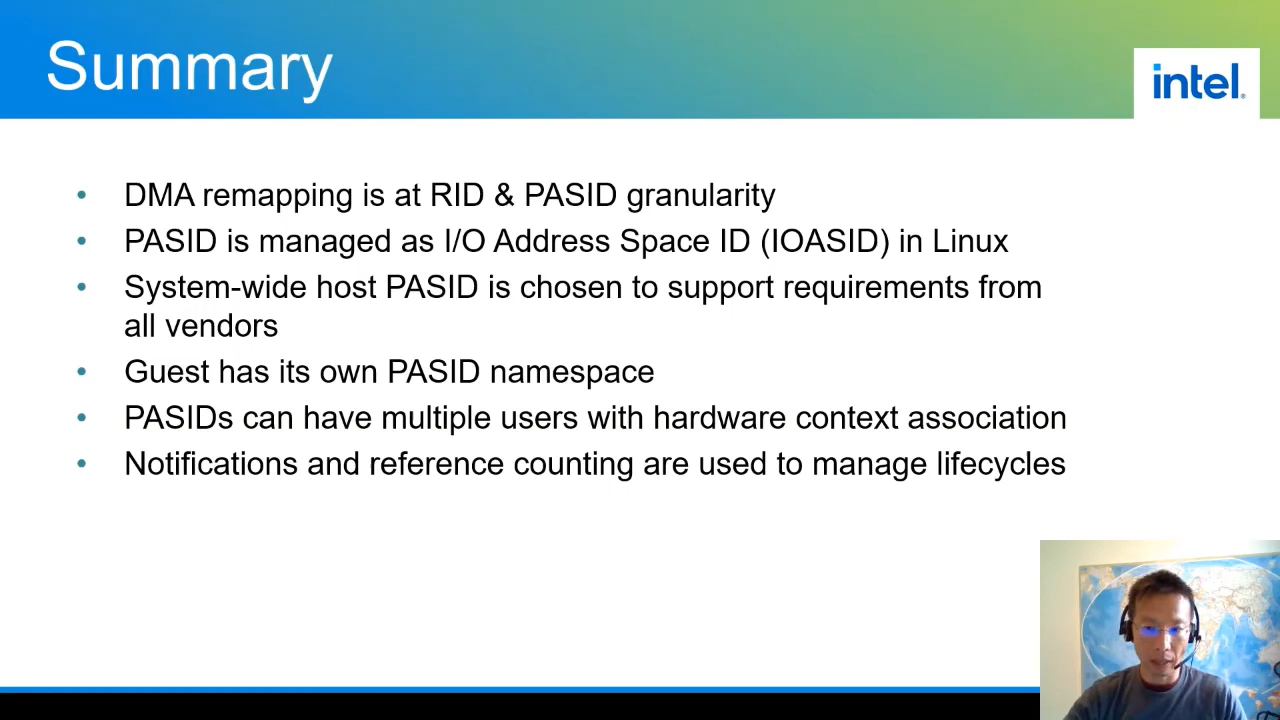 Summary
intel.
• DMA remapping is at RID & PASID granularity
• PASID is managed as I/O Address Space ID (IOASID) in Linux
• System-wide host PASID is chosen to support requirements from
all vendors
• Guest has its own PASID namespace
• PASIDs can have multiple users with hardware context association
• Notifications and reference counting are used to manage lifecycles